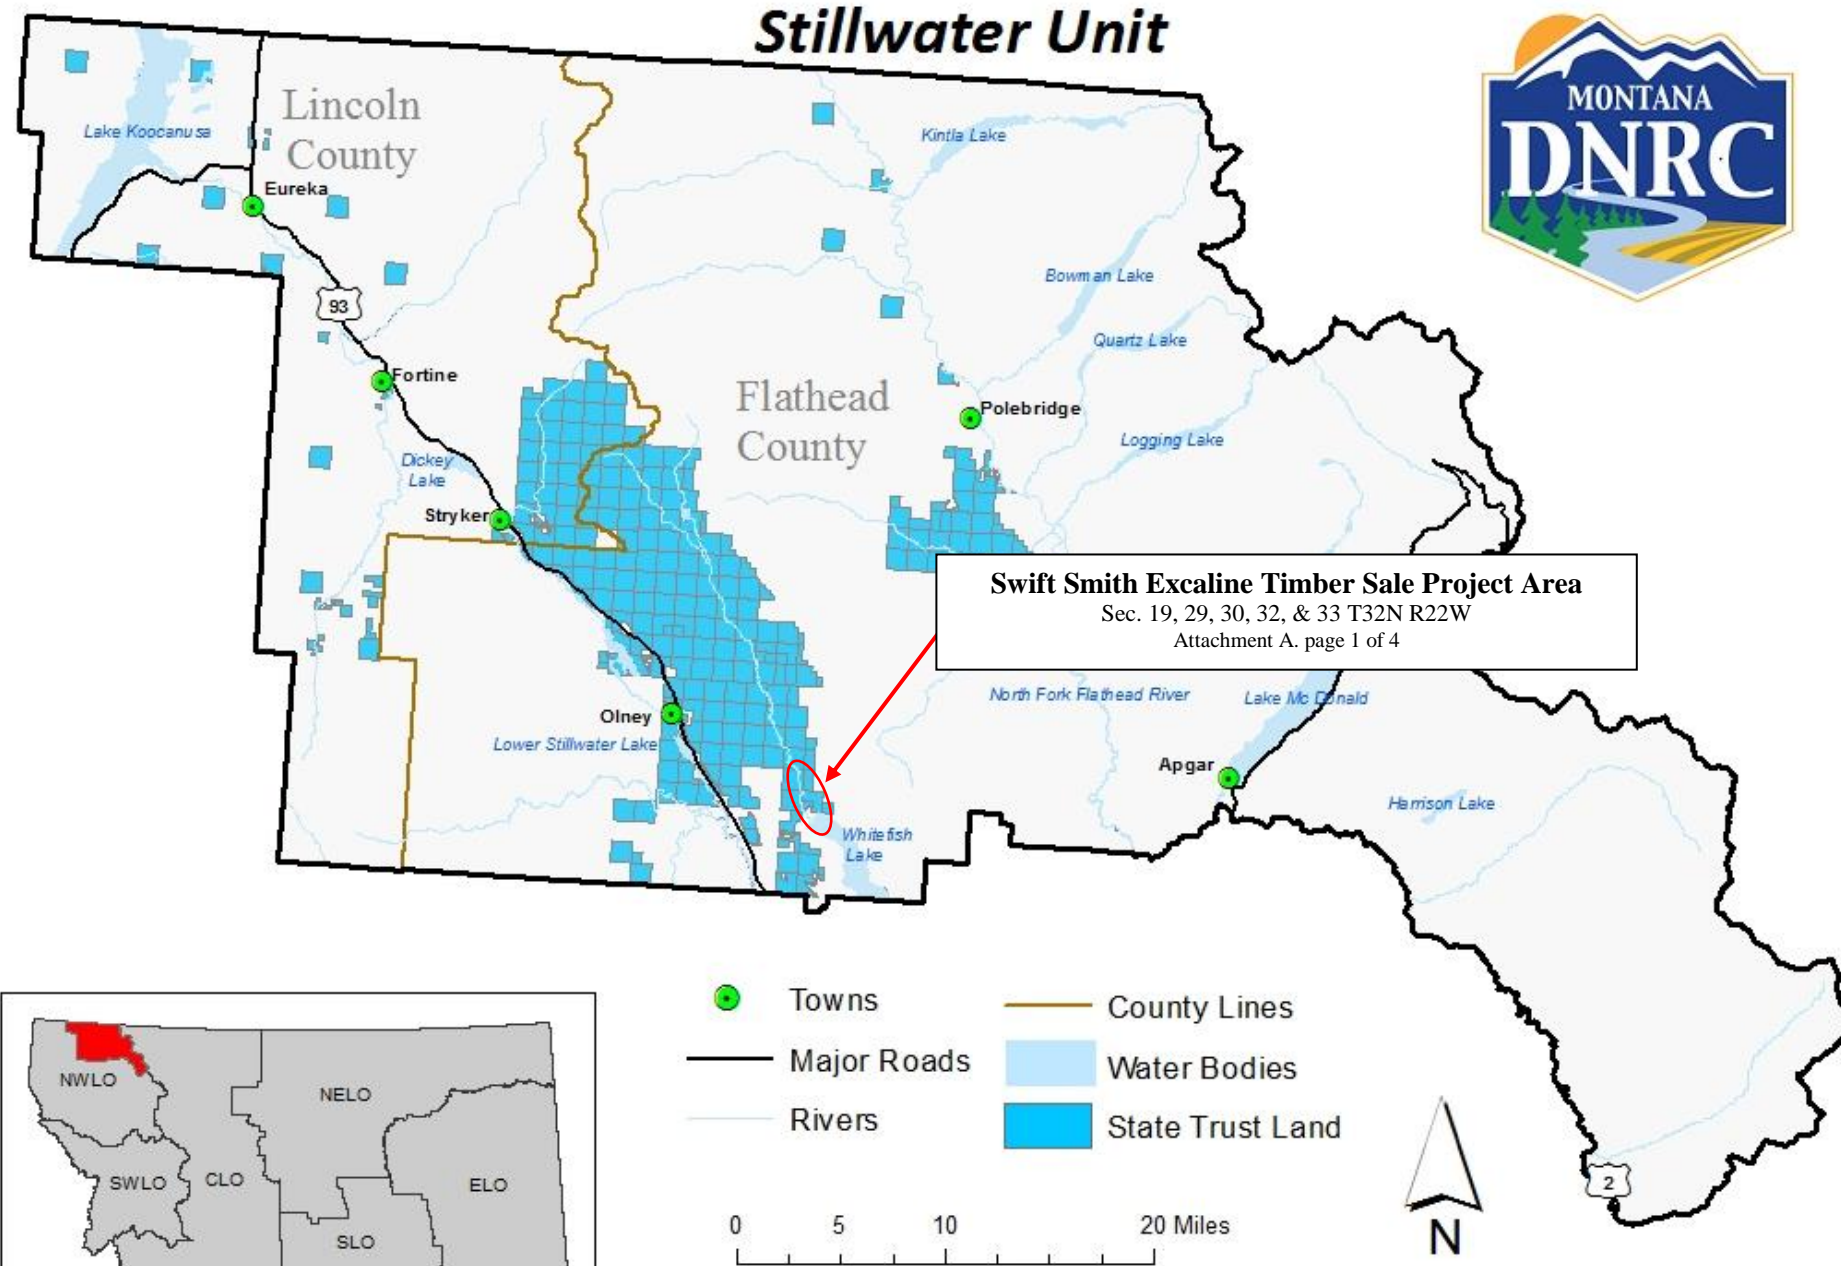 Stillwater Unit
MONTANA
DNRC
Lincoln
County
Lake Koocanusa
Kintla Lake
Eureka
Bowman Lake
93
Quartz Lake
Fortine
Flathead
County
Polebridge
Logging Lake
Dickey
Lake
Stryker
Swift Smith Excaline Timber Sale Project Area
Sec. 19, 29, 30, 32, & 33 T32N R22W
Attachment A. page 1 of 4
North Fork Flathead River
Lake Mc Donald
Olney
Lower Stillwater Lake
Apgar
Harrison Lake
Whitefish
Lake
Towns
County Lines
Major Roads
Water Bodies
Rivers
State Trust Land
NWLO
NELO
SWLO
CLO
ELO
SLO
0 5 10 20 Miles
N
2